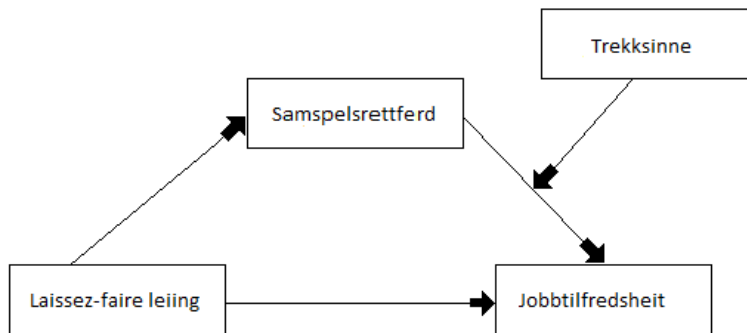 Trekksinne
Samspelsrettferd
Laissez-faire leiing
Jobbtilfredsheit